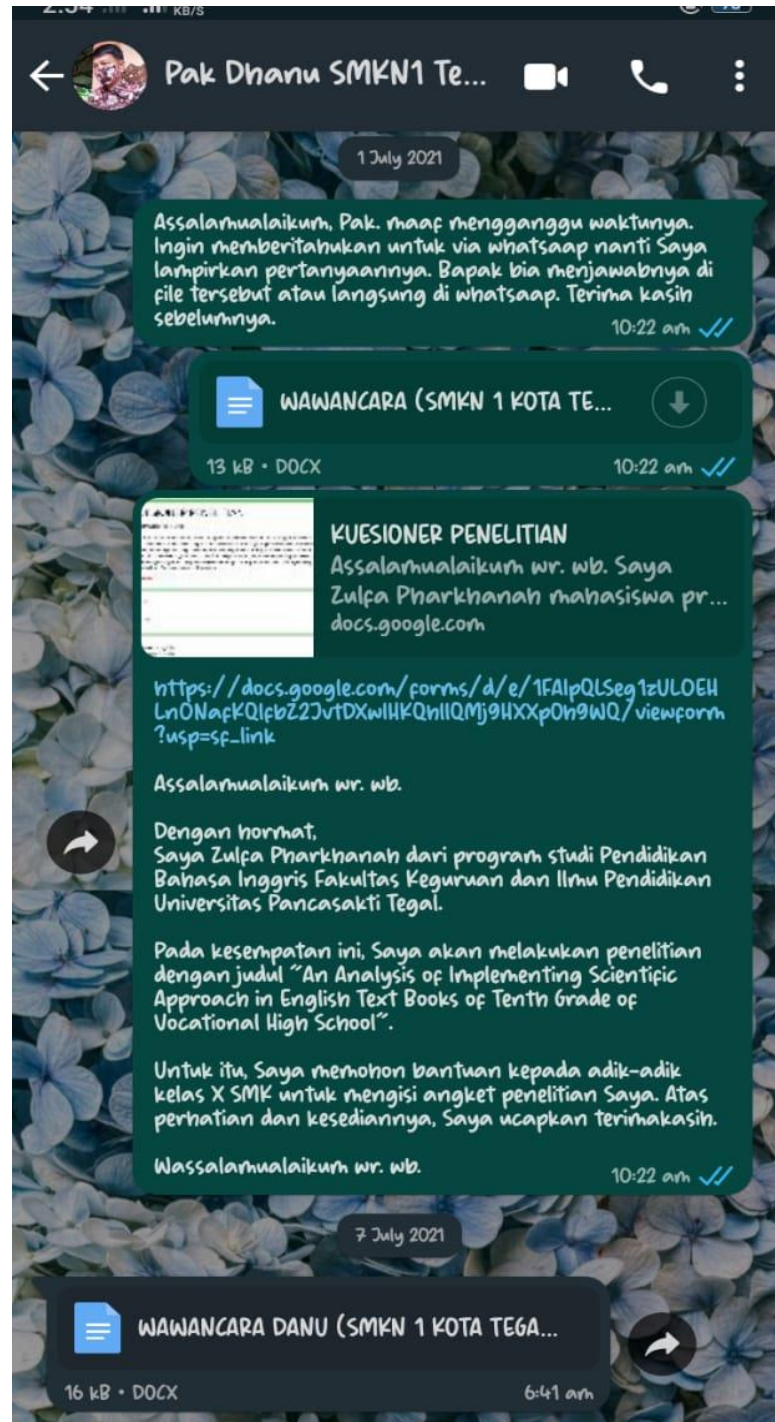 KB/S
Pak Dhanu SMKN1 Te...
1 July 2021
Assalamualaikum, Pak. maaf mengganggu waktunya.
Ingin memberitahukan untuk via whatsaap nanti Saya
lampirkan pertanyaannya. Bapak bia menjawabnya di
file tersebut atau langsung di whatsaap. Terima kasih
sebelumnya.
10:22 am
WAWANCARA (SMKN 1 KOTA TE...
13 kB • DOCX
10:22 am
KUESIONER PENELITIAN
Assalamualaikum wr. wb. Saya
Zulfa Pharkhanah mahasiswa pr...
docs.google.com
https://docs.google.com/forms/d/e/
?usp=sf_link
Assalamualaikum wr. wb.
Dengan hormat,
Saya Zulfa Pharkhanah dari program studi Pendidikan
Bahasa Inggris Fakultas Keguruan dan Ilmu Pendidikan
Universitas Pancasakti Tegal.
Pada kesempatan ini, Saya akan melakukan penelitian
dengan judul "An Analysis of Implementing Scientific
Approach in English Text Books of Tenth Grade of
Vocational High School".
Untuk itu, Saya memohon bantuan kepada adik-adik
kelas X SMK untuk mengisi angket penelitian Saya. Atas
perhatian dan kesediannya, Saya ucapkan terimakasih.
Wassalamualaikum wr. wb.
10:22 am
7 July 2021
WAWANCARA DANU (SMKN 1 KOTA TEGA...
16 kB • DOCX
6:41 am